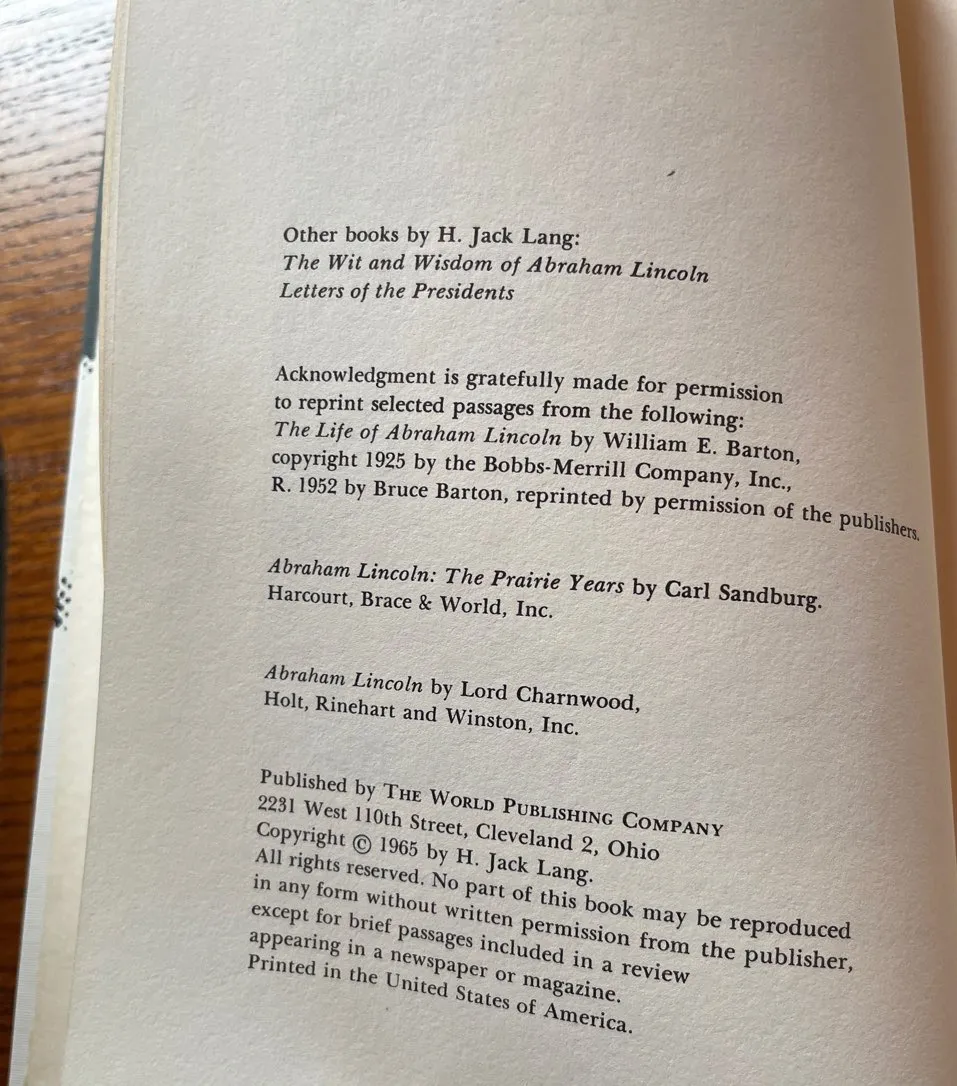 Other books by H. Jack Lang:
The Wit and Wisdom of Abraham Lincoln
Letters of the Presidents
Acknowledgment is gratefully made for permission
to reprint selected passages from the following:
The Life of Abraham Lincoln by William E. Barton,
copyright 1925 by the Bobbs-Merrill Company, Inc.,
R. 1952 by Bruce Barton, reprinted by permission of the publishers.
Abraham Lincoln: The Prairie Years by Carl Sandburg.
Harcourt, Brace & World, Inc.
Abraham Lincoln by Lord Charnwood,
Holt, Rinehart and Winston, Inc.
Published by THE WORLD PUBLISHING COMPANY
2231 West 110th Street, Cleveland 2, Ohio
Copyright © 1965 by H. Jack Lang.
All rights reserved. No part of this book may be reproduced
in any form without written permission from the publisher,
except for brief passages included in a review
appearing in a newspaper or magazine.
Printed in the United States of America.